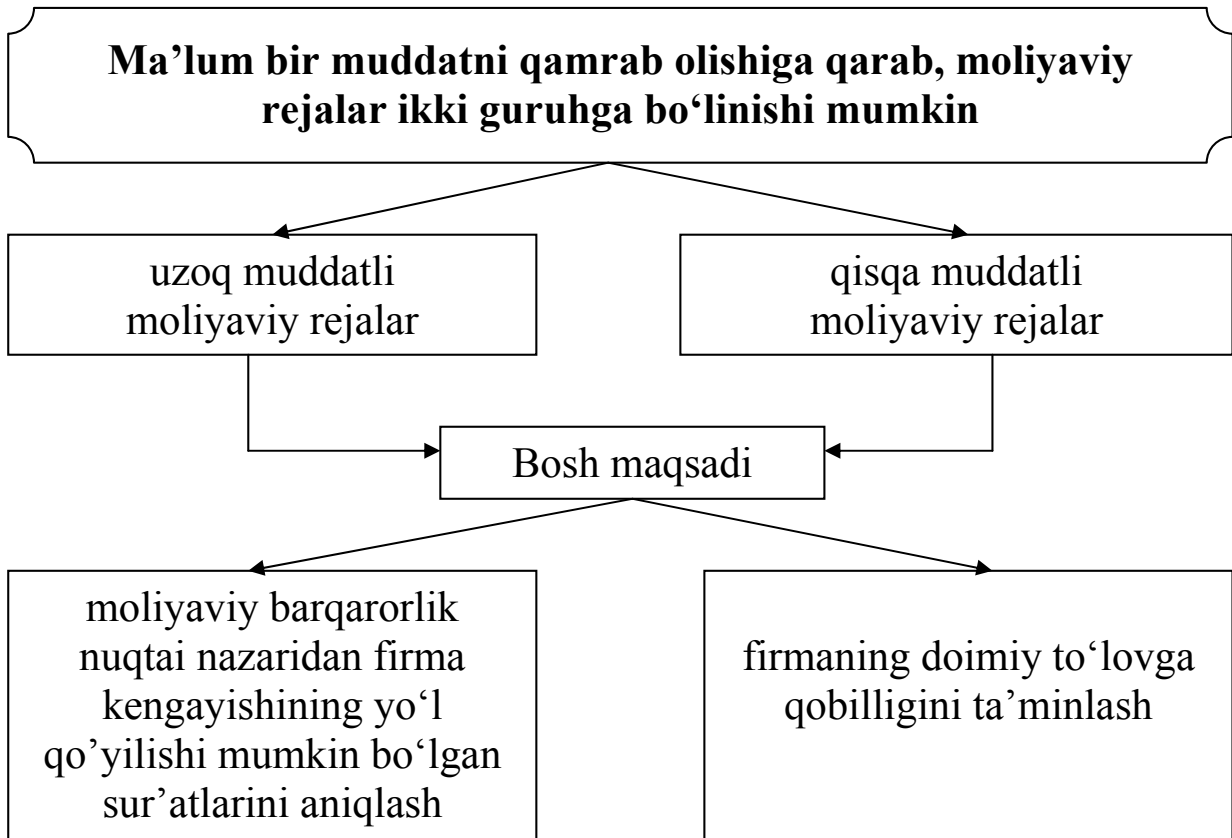 Ma’lum bir muddatni qamrab olishiga qarab, moliyaviy
rejalar ikki guruhga bo‘linishi mumkin
uzoq muddatli
moliyaviy rejalar
qisqa muddatli
moliyaviy rejalar
Bosh maqsadi
moliyaviy barqarorlik
nuqtai nazaridan firma
kengayishining yo‘l
qo’yilishi mumkin bo‘lgan
sur’atlarini aniqlash
firmaning doimiy to‘lovga
qobilligini ta’minlash